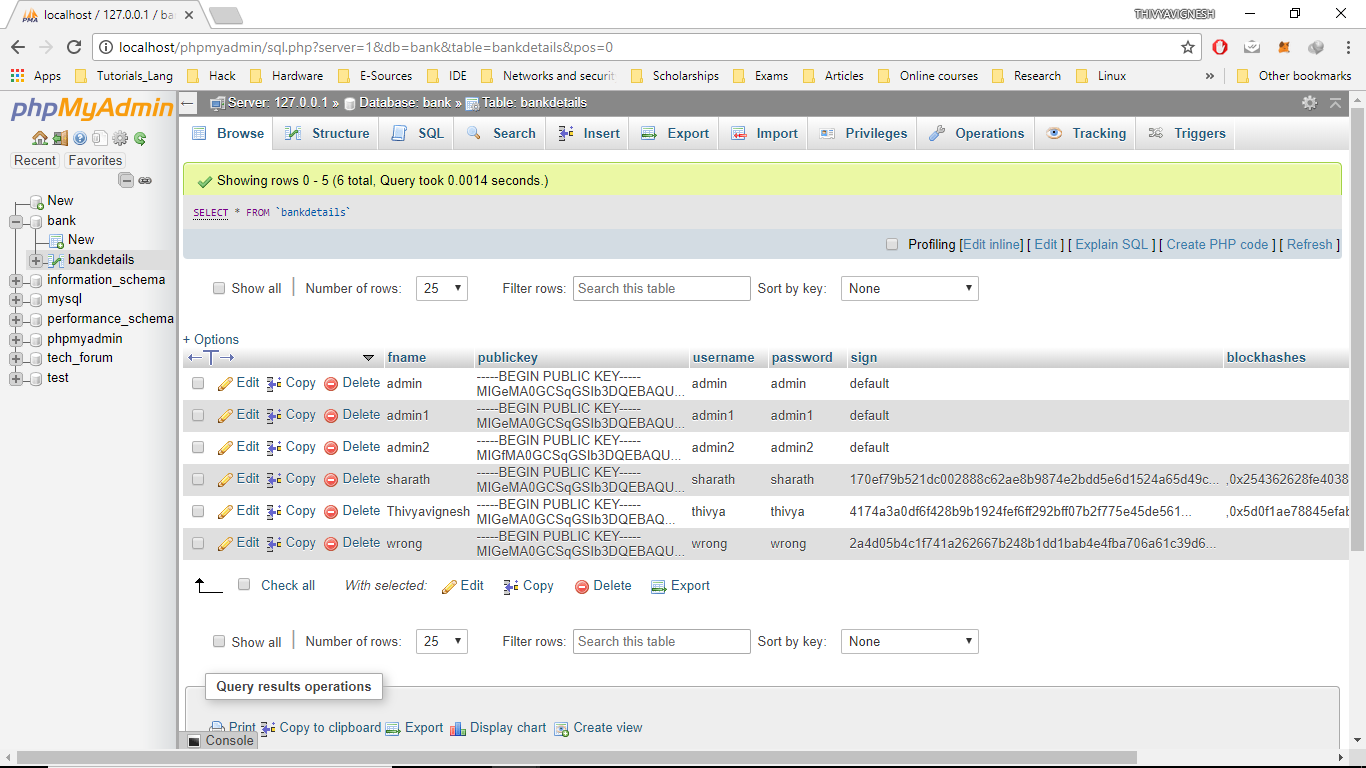 localhost / 127.0.0.1 / ba
THIVYAVIGNESH
localhost/phpmyadmin/sql.php?server=1&db=bank&table=bankdetails&pos=0
Apps Tutorials_Lang Hack Hardware E-Sources IDE Networks and securit Scholarships Exams Articles Online courses Research Linux » Other bookmarks
phpMyAdmin
Recent Favorites
New
bank
New
bankdetails
information_schema
mysql
performance_schema
phpmyadmin
tech_forum
test
Server: 127.0.0.1 » Database: bank » Table: bankdetails
Browse Structure SQL Search Insert Export Import Privileges Operations Tracking Triggers
Showing rows 0 - 5 (6 total, Query took 0.0014 seconds.)
SELECT * FROM `bankdetails`
Profiling [Edit inline] [ Edit ] [ Explain SQL ] [ Create PHP code ] [ Refresh ]
Show all Number of rows: 25 Filter rows: Search this table Sort by key: None
+ Options
fname publickey username password sign blockhashes
Edit Copy Delete admin -----BEGIN PUBLIC KEY----- admin admin default
MIGeMA0GCSqGSIb3DQEBAQU...
Edit Copy Delete admin1 -----BEGIN PUBLIC KEY----- admin1 admin1 default
MIGeMA0GCSqGSIb3DQEBAQU...
Edit Copy Delete admin2 -----BEGIN PUBLIC KEY----- admin2 admin2 default
MIGfMA0GCSqGSIb3DQEBAQU...
Edit Copy Delete sharath -----BEGIN PUBLIC KEY----- sharath sharath 170ef79b521dc002888c62ae8b9874e2bdd5e6d1524a65d49c... ,0x254362628fe4038
MIGeMA0GCSqGSIb3DQEBAQU...
Edit Copy Delete Thivyavignesh -----BEGIN PUBLIC KEY----- thivya thivya 4174a3a0df6f428b9b1924fef6ff292bff07b2f775e45de561... ,0x5d0f1ae78845efab
MIGeMA0GCSqGSIb3DQEBAQ...
Edit Copy Delete wrong -----BEGIN PUBLIC KEY----- wrong wrong 2a4d05b4c1f741a262667b248b1dd1bab4e4fba706a61c39d6...
MIGeMA0GCSqGSIb3DQEBAQU...
Check all With selected: Edit Copy Delete Export
Show all Number of rows: 25 Filter rows: Search this table Sort by key: None
Query results operations
Print Copy to clipboard Export Display chart Create view
Console